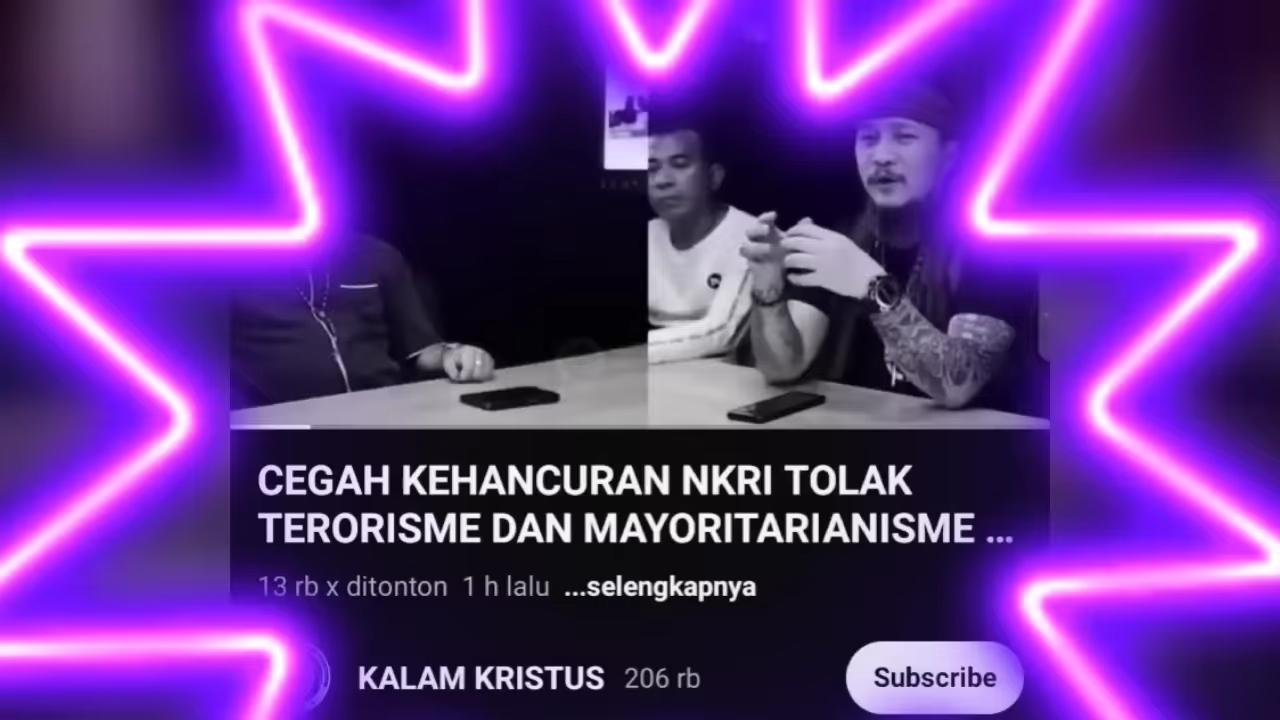 CEGAH KEHANCURAN NKRI TOLAK
TERORISME DAN MAYORITARIANISME ...
13 rb x ditonton 1 h lalu ...selengkapnya
KALAM KRISTUS 206 rb
Subscribe